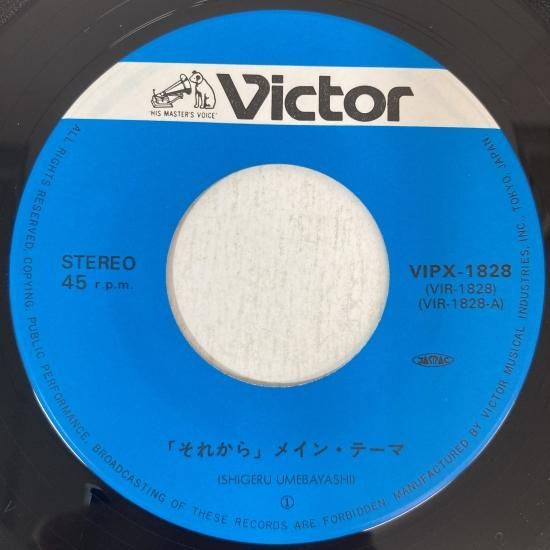 Victor
"HIS MASTER'S VOICE"
STEREO
45 r.p.m.
VIPX-1828
(VIR-1828)
(VIR-1828-A)
JASRAC
「それから」メイン・テーマ
(SHIGERU UMEBAYASHI)
①
ALL RIGHTS RESERVED. COPYING, PUBLIC PERFORMANCE, BROADCASTING OF THESE RECORDS ARE FORBIDDEN. MANUFACTURED BY VICTOR MUSICAL INDUSTRIES, INC., TOKYO, JAPAN